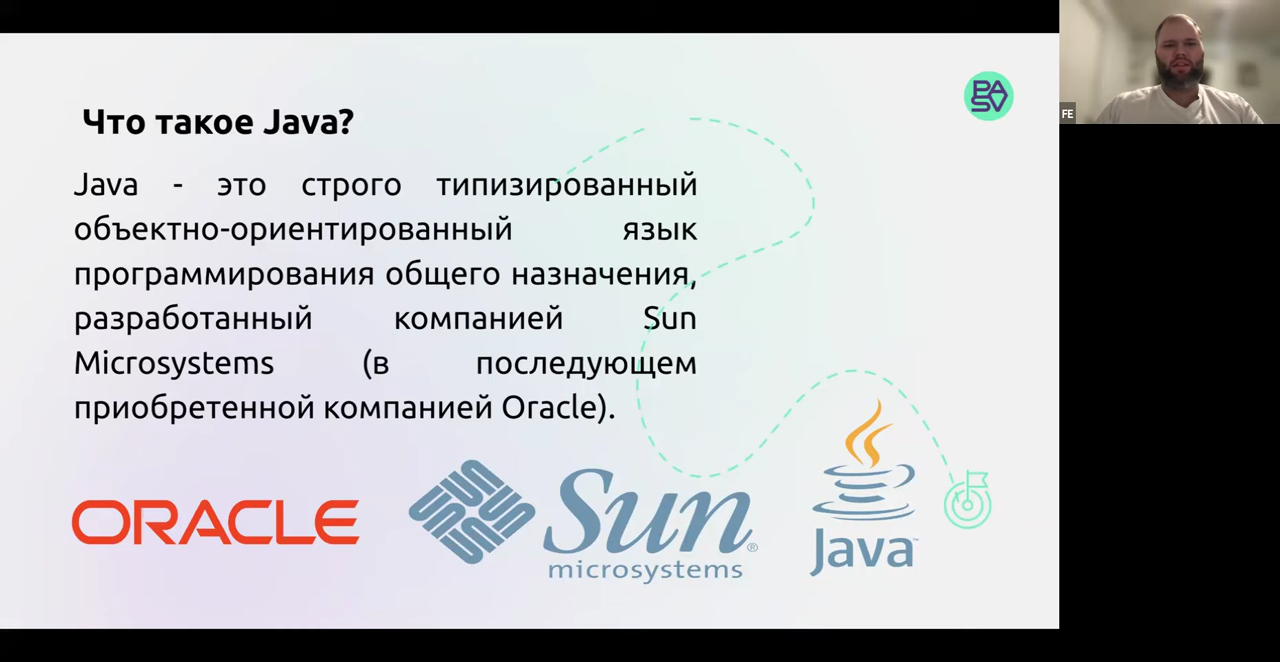 Что такое Java?
Java - это строго типизированный
объектно-ориентированный язык
программирования общего назначения,
разработанный компанией Sun
Microsystems (в последующем
приобретенной компанией Oracle).
PASV
FE
ORACLE
Sun
microsystems
Java